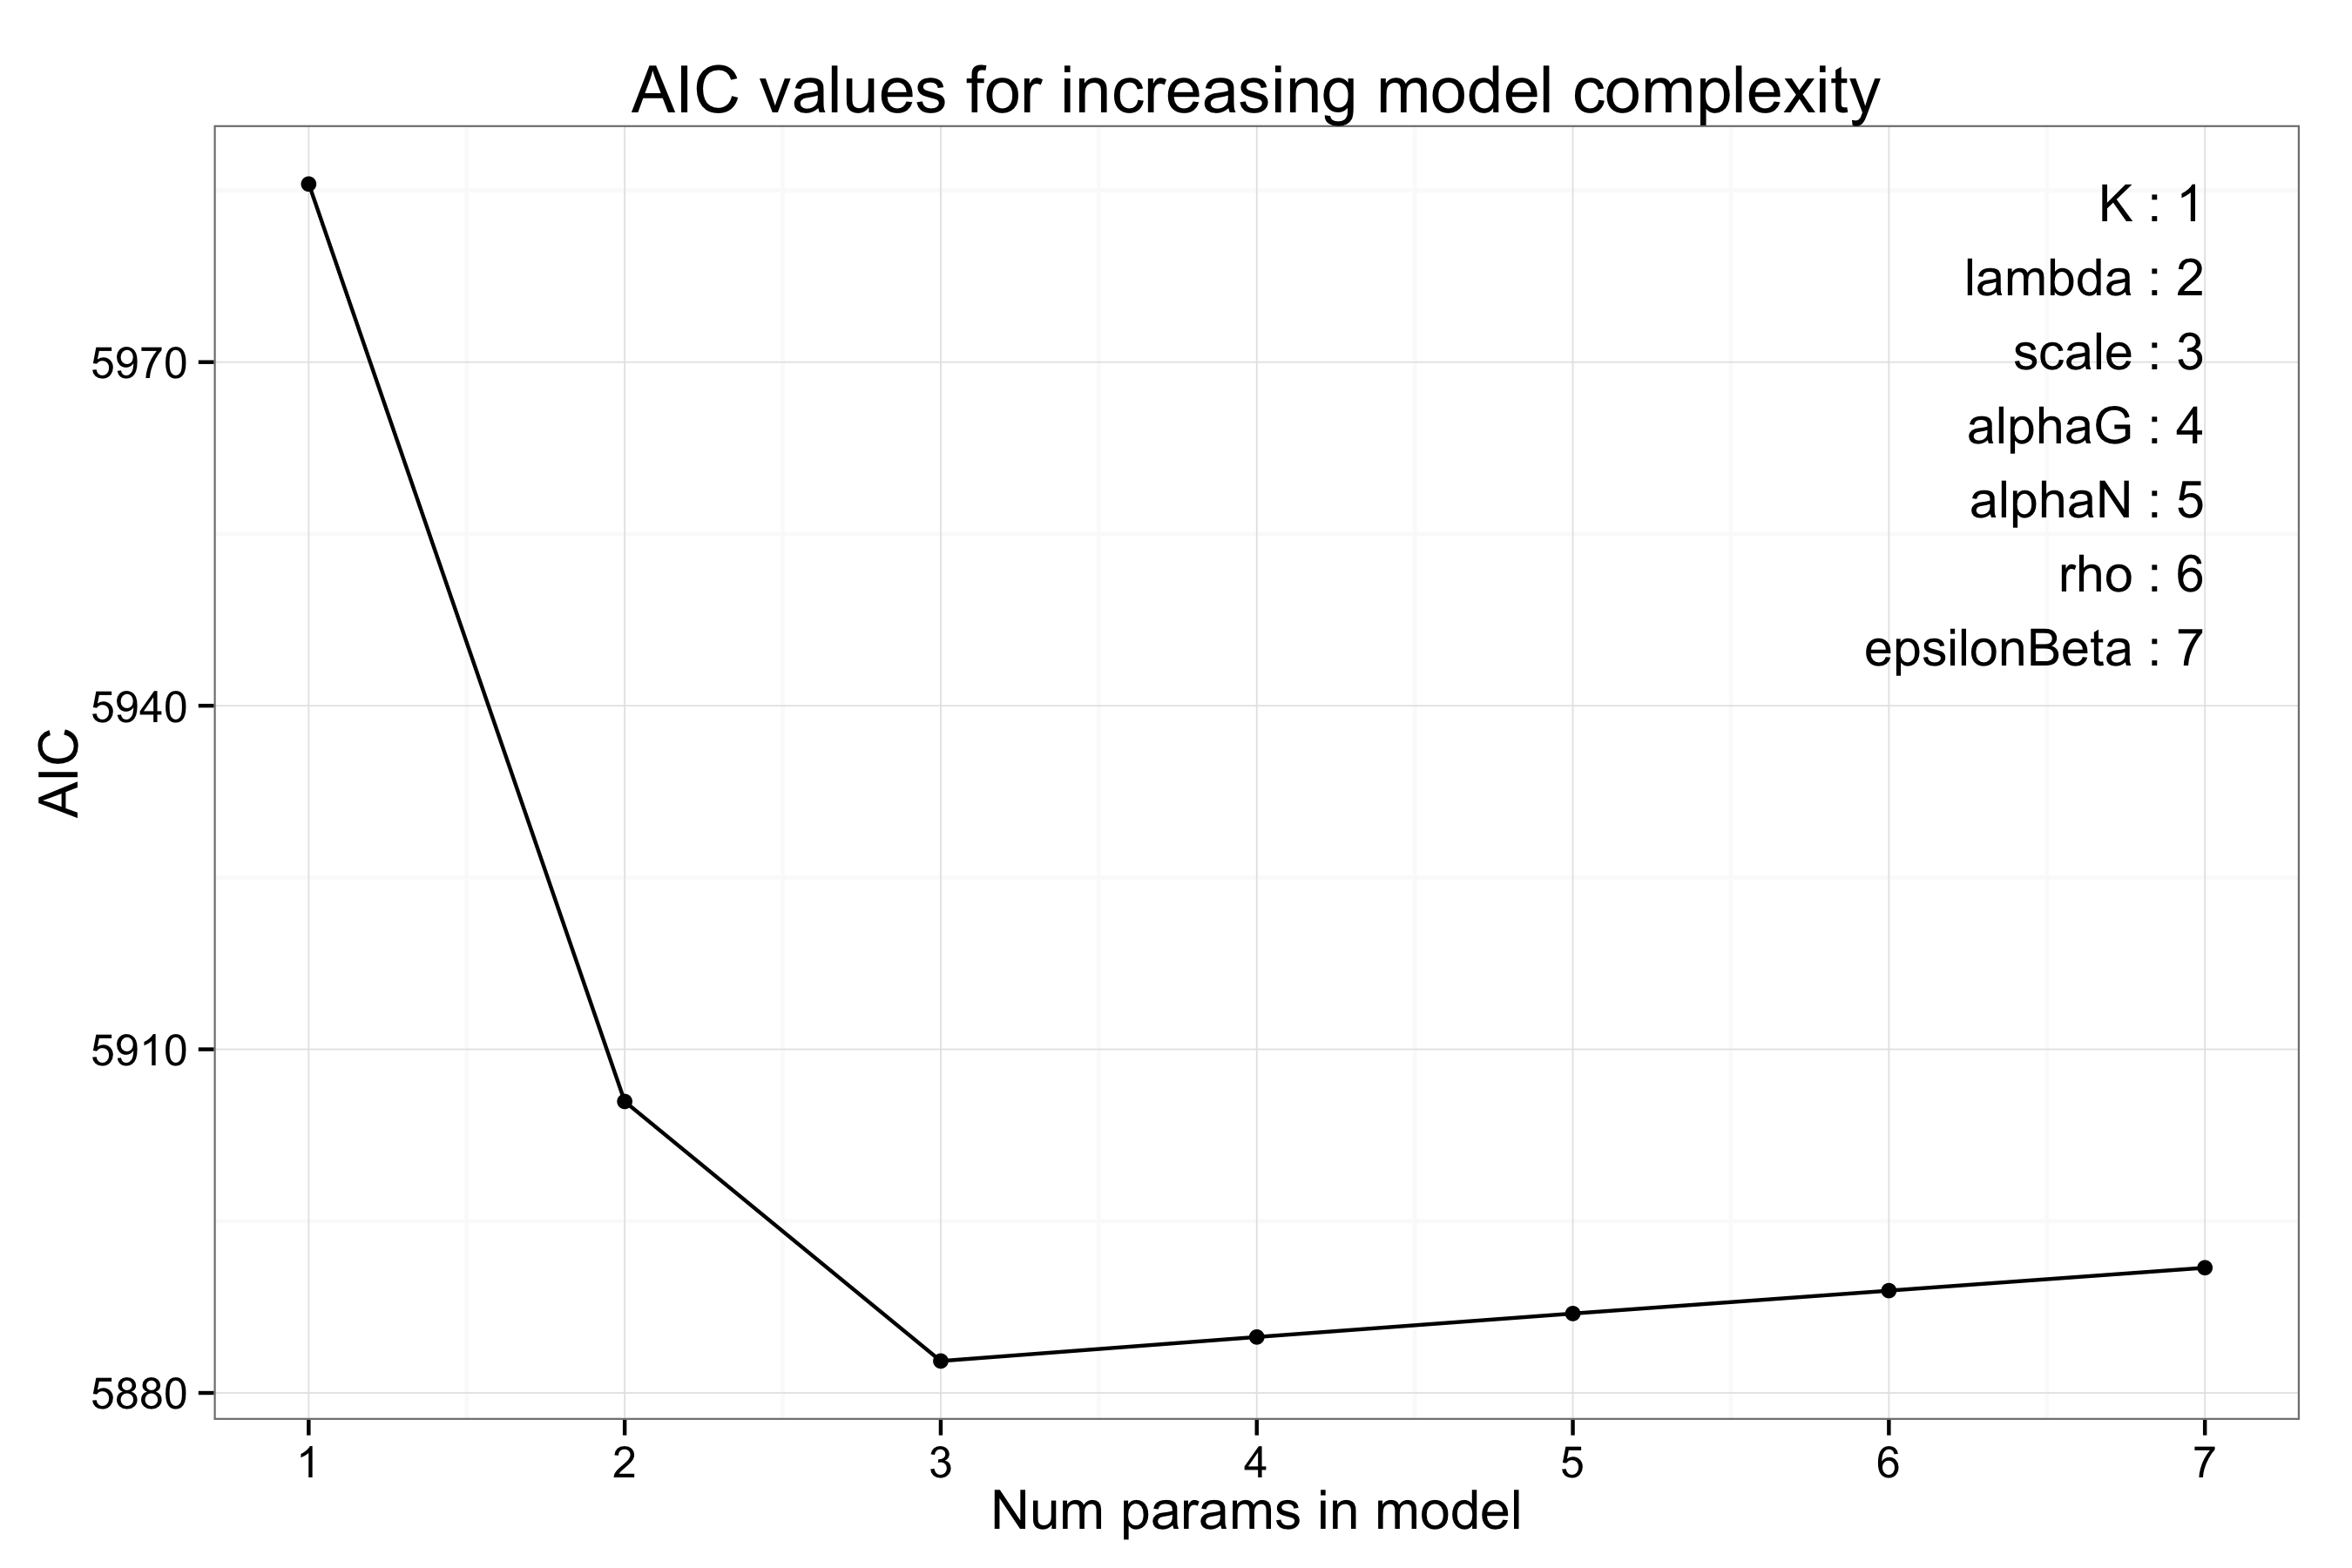 AIC values for increasing model complexity
K : 1
lambda : 2
scale : 3
alphaG : 4
alphaN : 5
rho : 6
epsilonBeta : 7
5970
5940
5910
5880
AIC
1 2 3 4 5 6 7
Num params in model